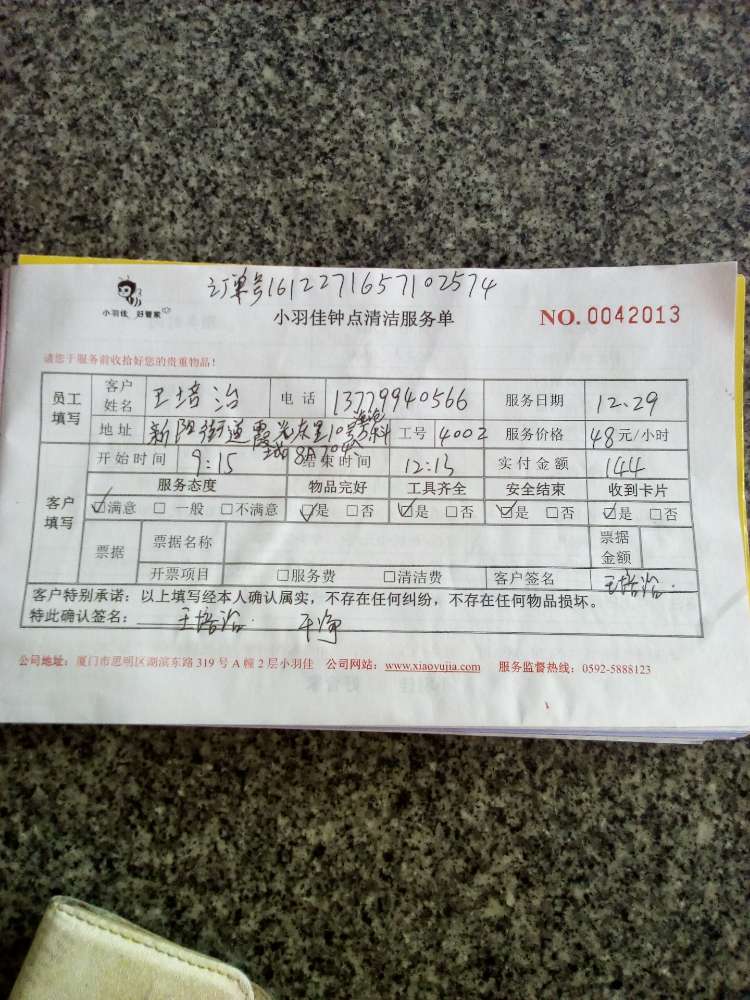 订单号1612271657102574
小羽佳 好管家
小羽佳钟点清洁服务单
NO. 0042013
请您于服务前收拾好您的贵重物品！
员工填写 客户姓名 王培治 电话 13779940566 服务日期 12.29
地址 新阳街道霞光东里10号 8A704 工号 4002 服务价格 48元/小时
客户填写 开始时间 9:15 结束时间 12:15 实付金额 144
服务态度 物品完好 工具齐全 安全结束 收到卡片
☑满意 □一般 □不满意 ☑是 □否 ☑是 □否 ☑是 □否 ☑是 □否
票据 票据名称 票据金额
开票项目 □服务费 □清洁费 客户签名 王培治
客户特别承诺：以上填写经本人确认属实，不存在任何纠纷，不存在任何物品损坏。
特此确认签名： 王培治 干净
公司地址：厦门市思明区湖滨东路 319 号 A 幢 2 层小羽佳 公司网站：www.xiaoyujia.com 服务监督热线：0592-5888123